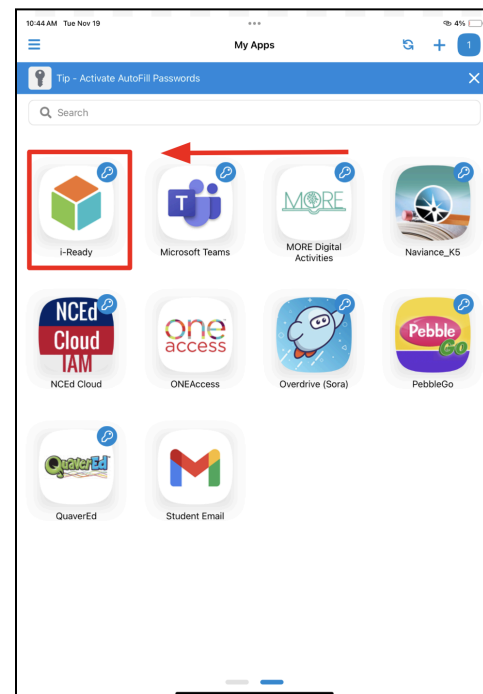 10:44 AM Tue Nov 19
4%
My Apps
1
Tip - Activate AutoFill Passwords
Search
MORE
NCEd
Cloud
IAM
one
access
Pebble
Go
i-Ready
Microsoft Teams
MORE Digital
Activities
Naviance_K5
NCEd Cloud
ONEAccess
Overdrive (Sora)
PebbleGo
QuaverEd
QuaverEd
Student Email